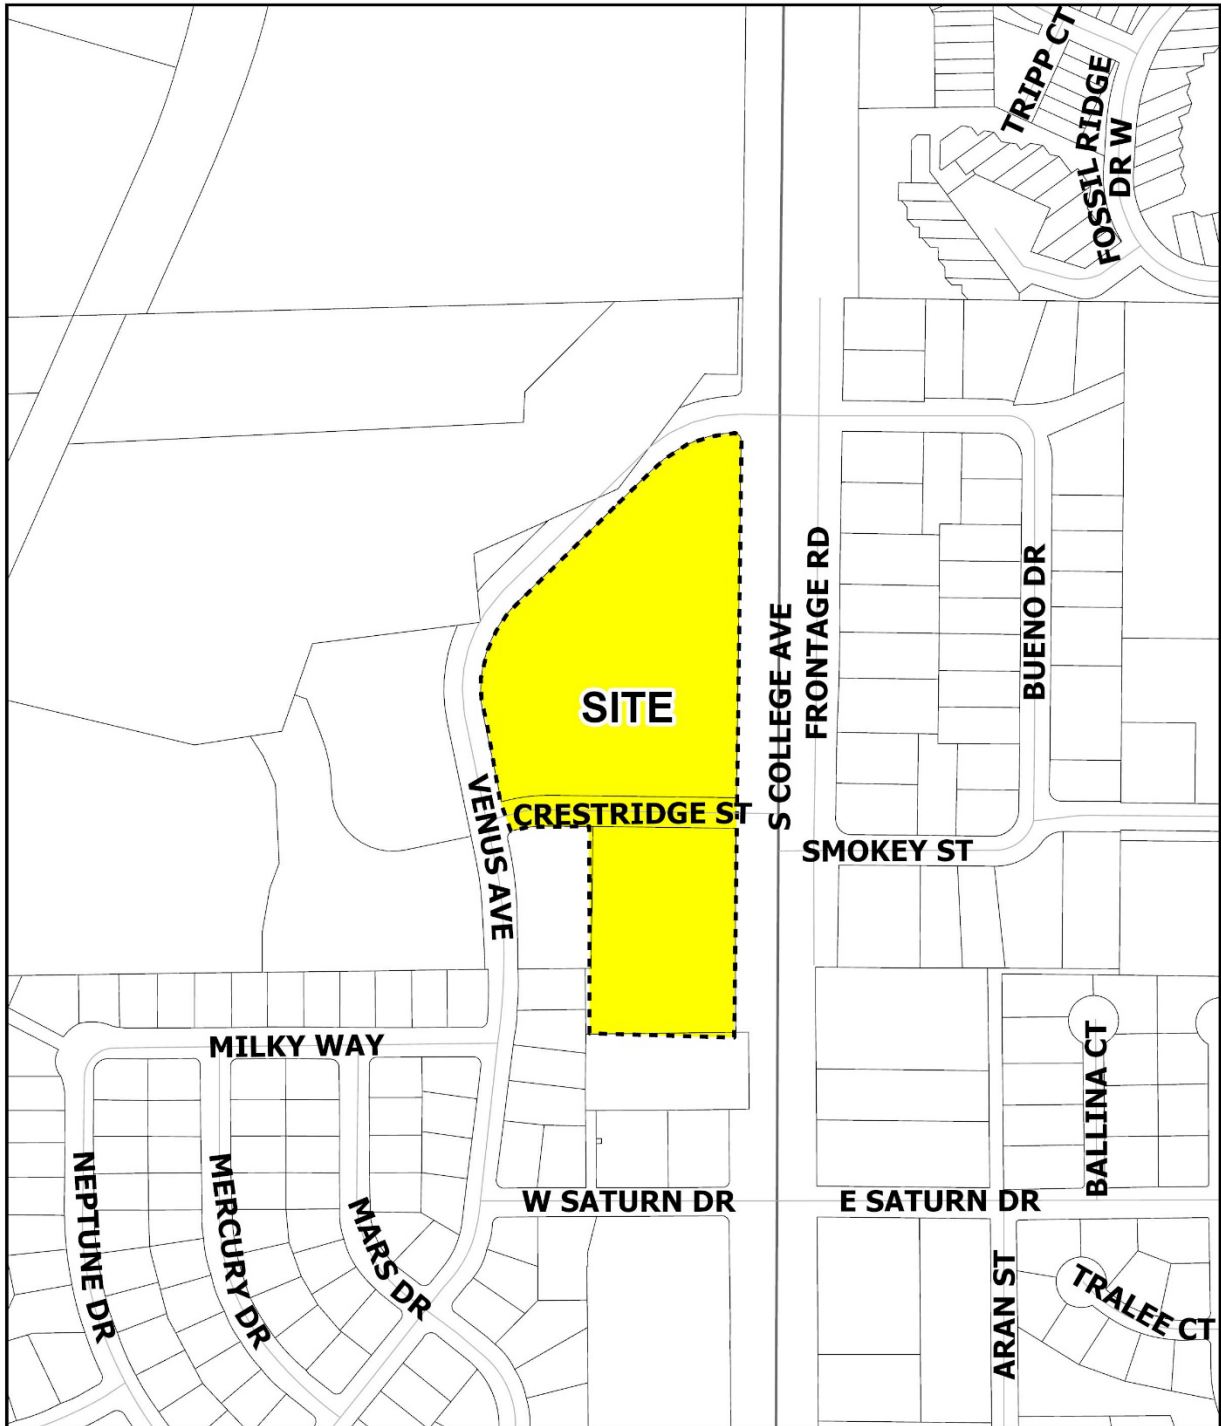 TRIPP CT
FOSSIL RIDGE
DR W
FRONTAGE RD
BUENO DR
S COLLEGE AVE
SITE
VENUS AVE
CRESTRIDGE ST
SMOKEY ST
MILKY WAY
BALLINA CT
NEPTUNE DR
MERCURY DR
MARS DR
W SATURN DR
E SATURN DR
ARAN ST
TRALEE CT